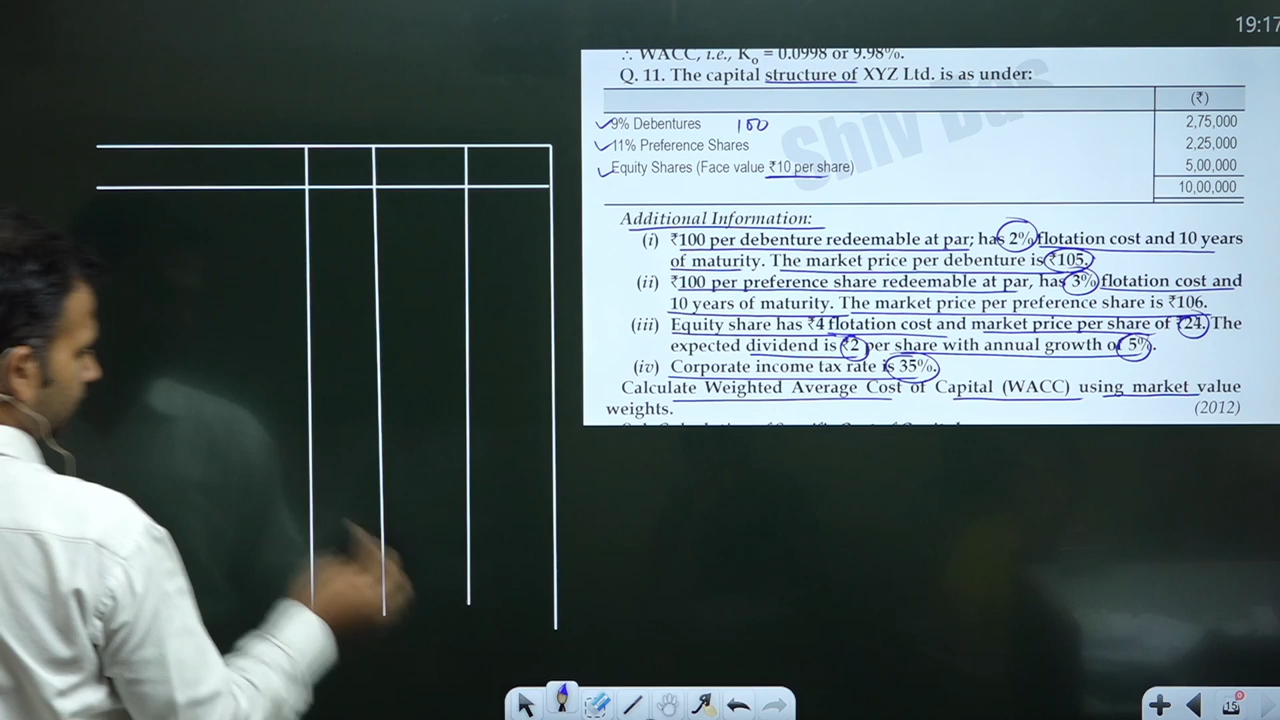 19:17
∴ WACC, i.e., Ko = 0.0998 or 9.98%.
Q. 11. The capital structure of XYZ Ltd. is as under:
(₹)
9% Debentures 100 2,75,000
11% Preference Shares 2,25,000
Equity Shares (Face value ₹10 per share) 5,00,000
10,00,000
Additional Information:
(i) ₹100 per debenture redeemable at par; has 2% flotation cost and 10 years
of maturity. The market price per debenture is ₹105.
(ii) ₹100 per preference share redeemable at par, has 3% flotation cost and
10 years of maturity. The market price per preference share is ₹106.
(iii) Equity share has ₹4 flotation cost and market price per share of ₹24. The
expected dividend is ₹2 per share with annual growth of 5%.
(iv) Corporate income tax rate is 35%.
Calculate Weighted Average Cost of Capital (WACC) using market value
weights. (2012)
Shiv Das
15
0